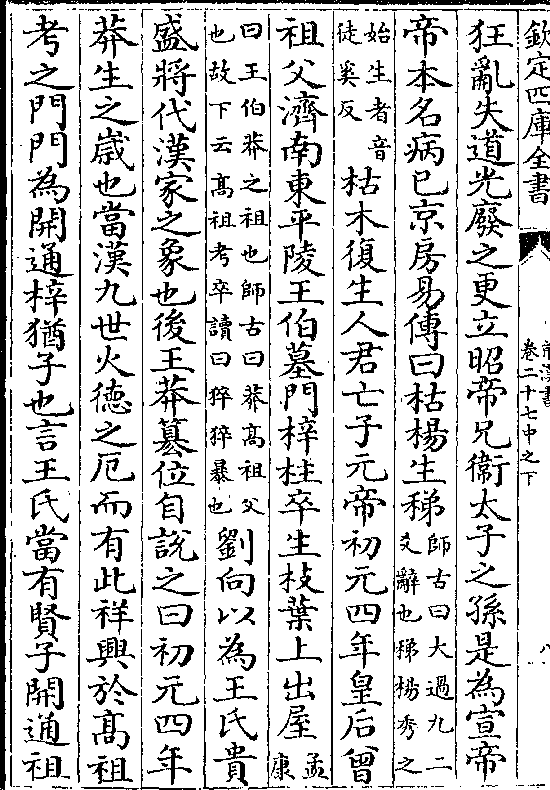 欽定四庫全書
前漢書
卷二十七中之下
八
狂亂失道光廢之更立昭帝兄衛太子之孫是為宣帝
帝本名病已京房易傳曰枯楊生稊師古曰大過九二
爻辭也稊楊秀之
始生者音
徒奚反
枯木復生人君亡子元帝初元四年皇后曾
祖父濟南東平陵王伯墓門梓柱卒生枝葉上出屋孟
康
曰王伯莽之祖也師古曰莽高祖父
也故下云高祖考卒讀曰猝猝暴也
劉向以為王氏貴
盛將代漢家之象也後王莽篡位自說之曰初元四年
莽生之歲也當漢九世火德之厄而有此祥興於高祖
考之門門為開通梓猶子也言王氏當有賢子開通祖